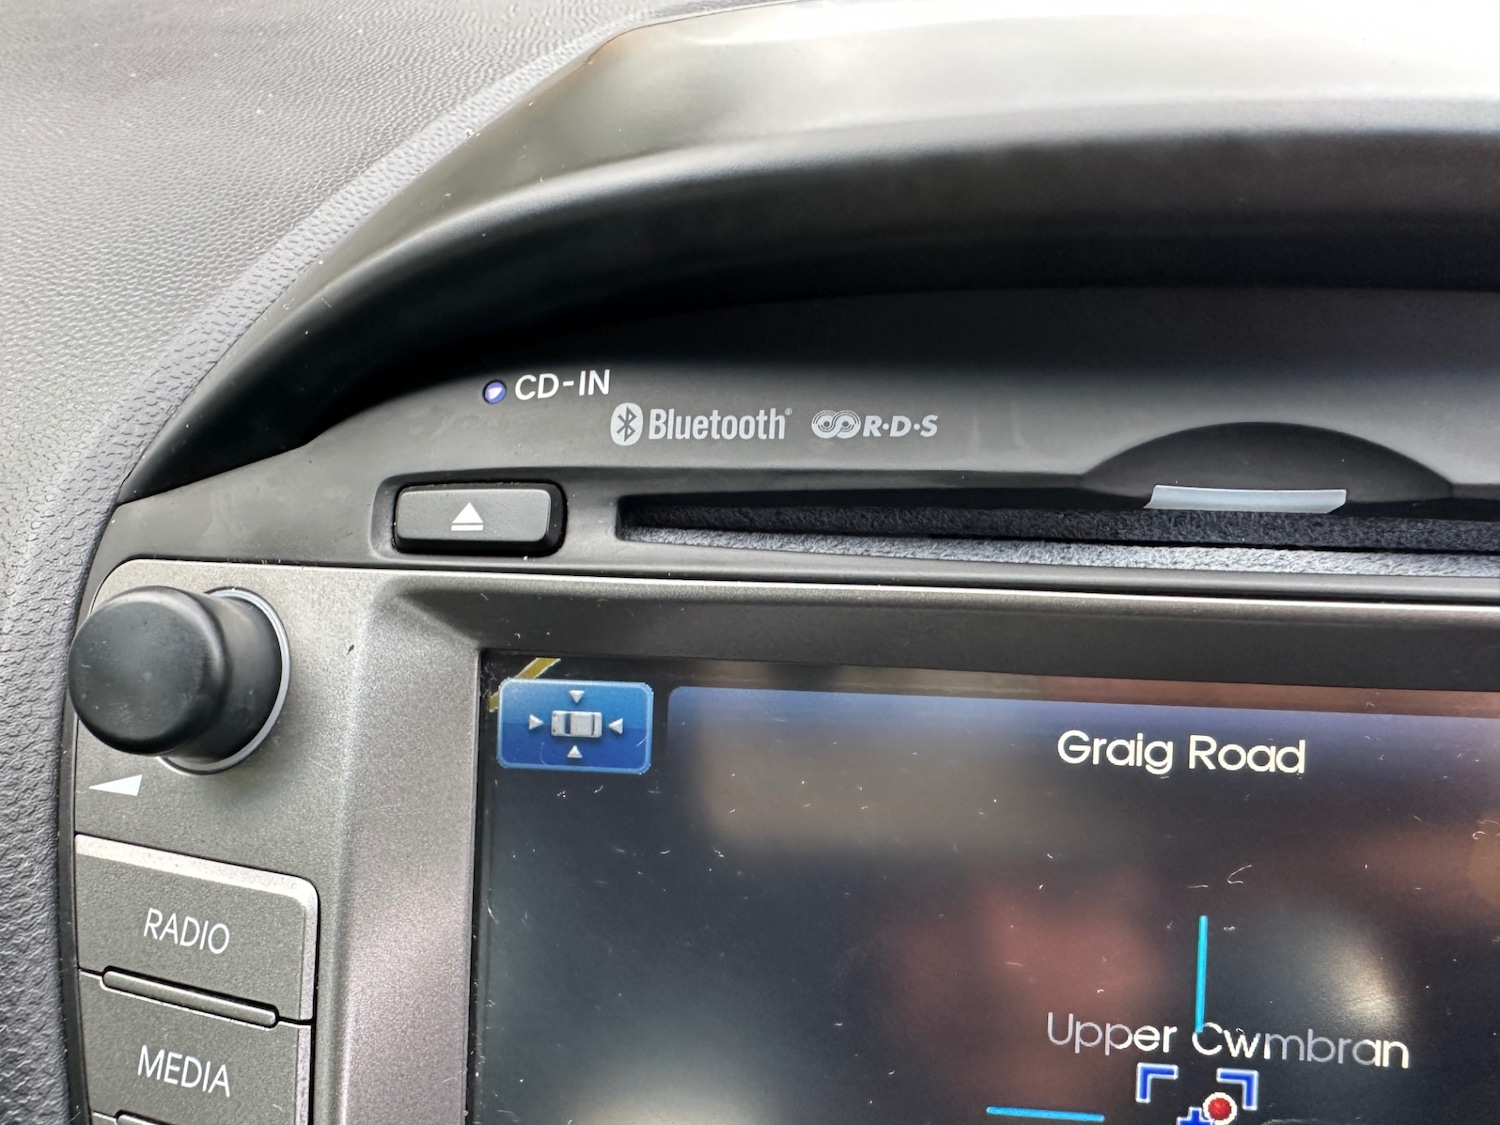 CD-IN
Bluetooth® R·D·S
Graig Road
RADIO
Upper Cwmbran
MEDIA